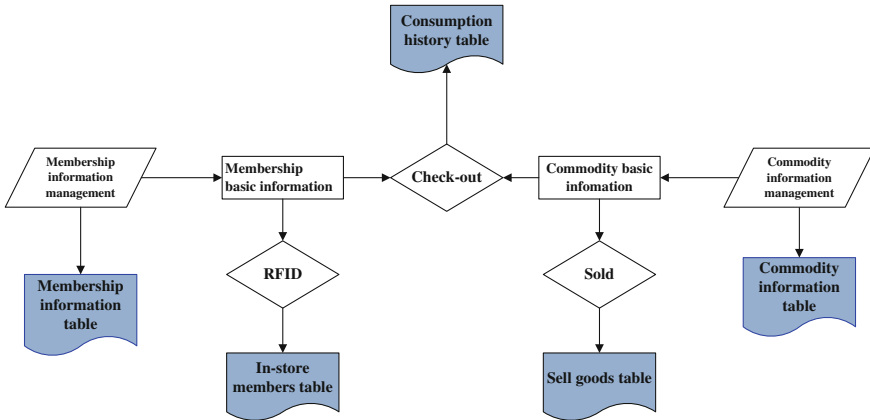 Consumption
history table
Membership
information
management
Membership
basic information
Check-out
Commodity basic
infomation
Commodity
information
management
Membership
information
table
RFID
Sold
Commodity
information
table
In-store
members table
Sell goods table